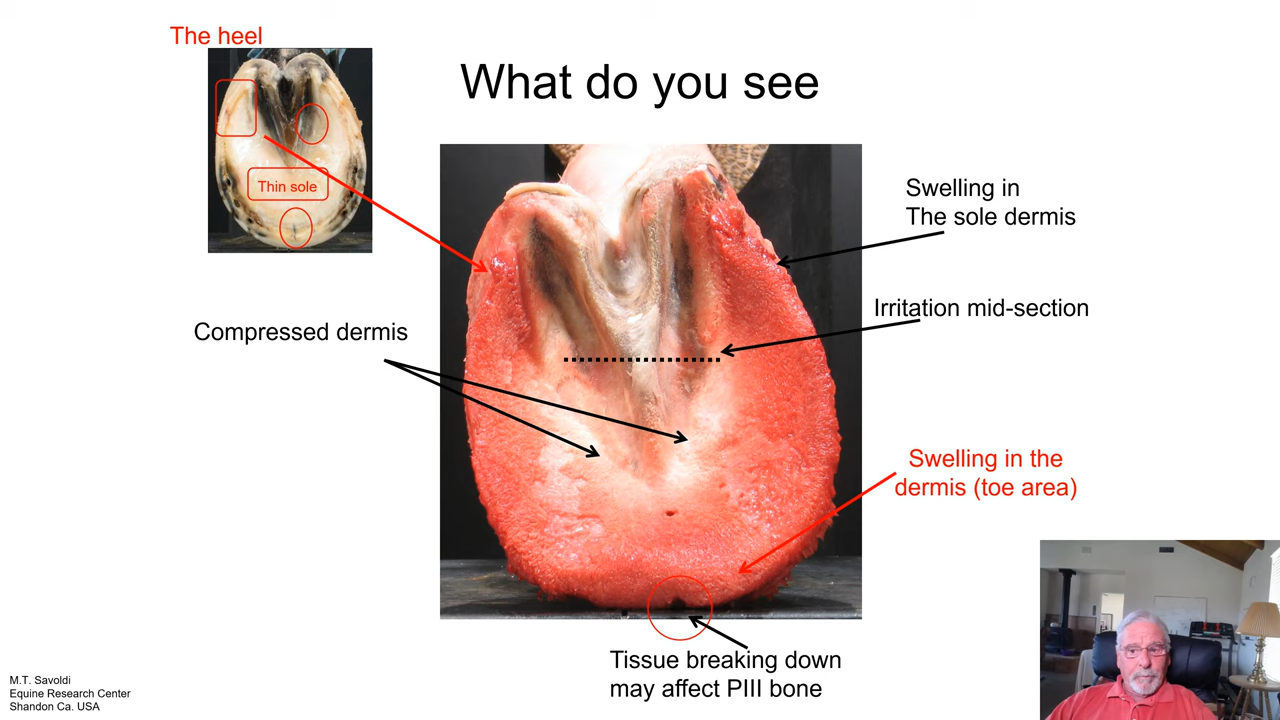 The heel
What do you see
Thin sole
Swelling in
The sole dermis
Irritation mid-section
Compressed dermis
Swelling in the
dermis (toe area)
Tissue breaking down
may affect PIII bone
M.T. Savoldi
Equine Research Center
Shandon Ca. USA